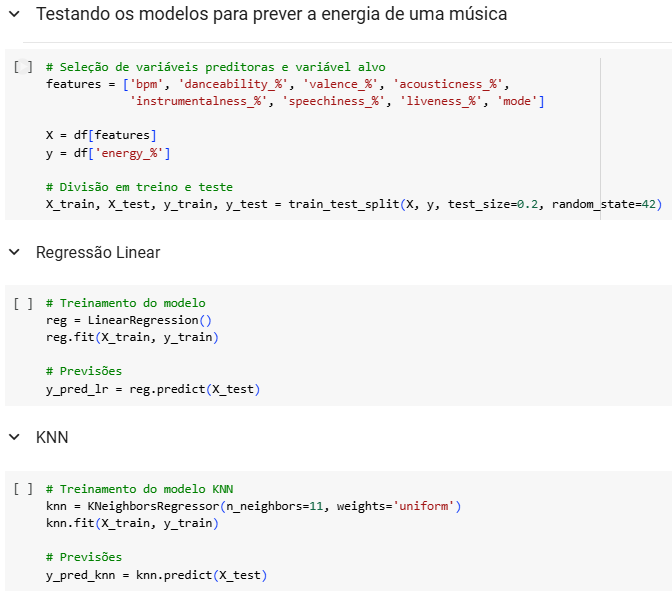 Testando os modelos para prever a energia de uma música
[ ] # Seleção de variáveis preditoras e variável alvo
features = ['bpm', 'danceability_%', 'valence_%', 'acousticness_%',
'instrumentalness_%', 'speechiness_%', 'liveness_%', 'mode']
X = df[features]
y = df['energy_%']
# Divisão em treino e teste
X_train, X_test, y_train, y_test = train_test_split(X, y, test_size=0.2, random_state=42)
Regressão Linear
[ ] # Treinamento do modelo
reg = LinearRegression()
reg.fit(X_train, y_train)
# Previsões
y_pred_lr = reg.predict(X_test)
KNN
[ ] # Treinamento do modelo KNN
knn = KNeighborsRegressor(n_neighbors=11, weights='uniform')
knn.fit(X_train, y_train)
# Previsões
y_pred_knn = knn.predict(X_test)